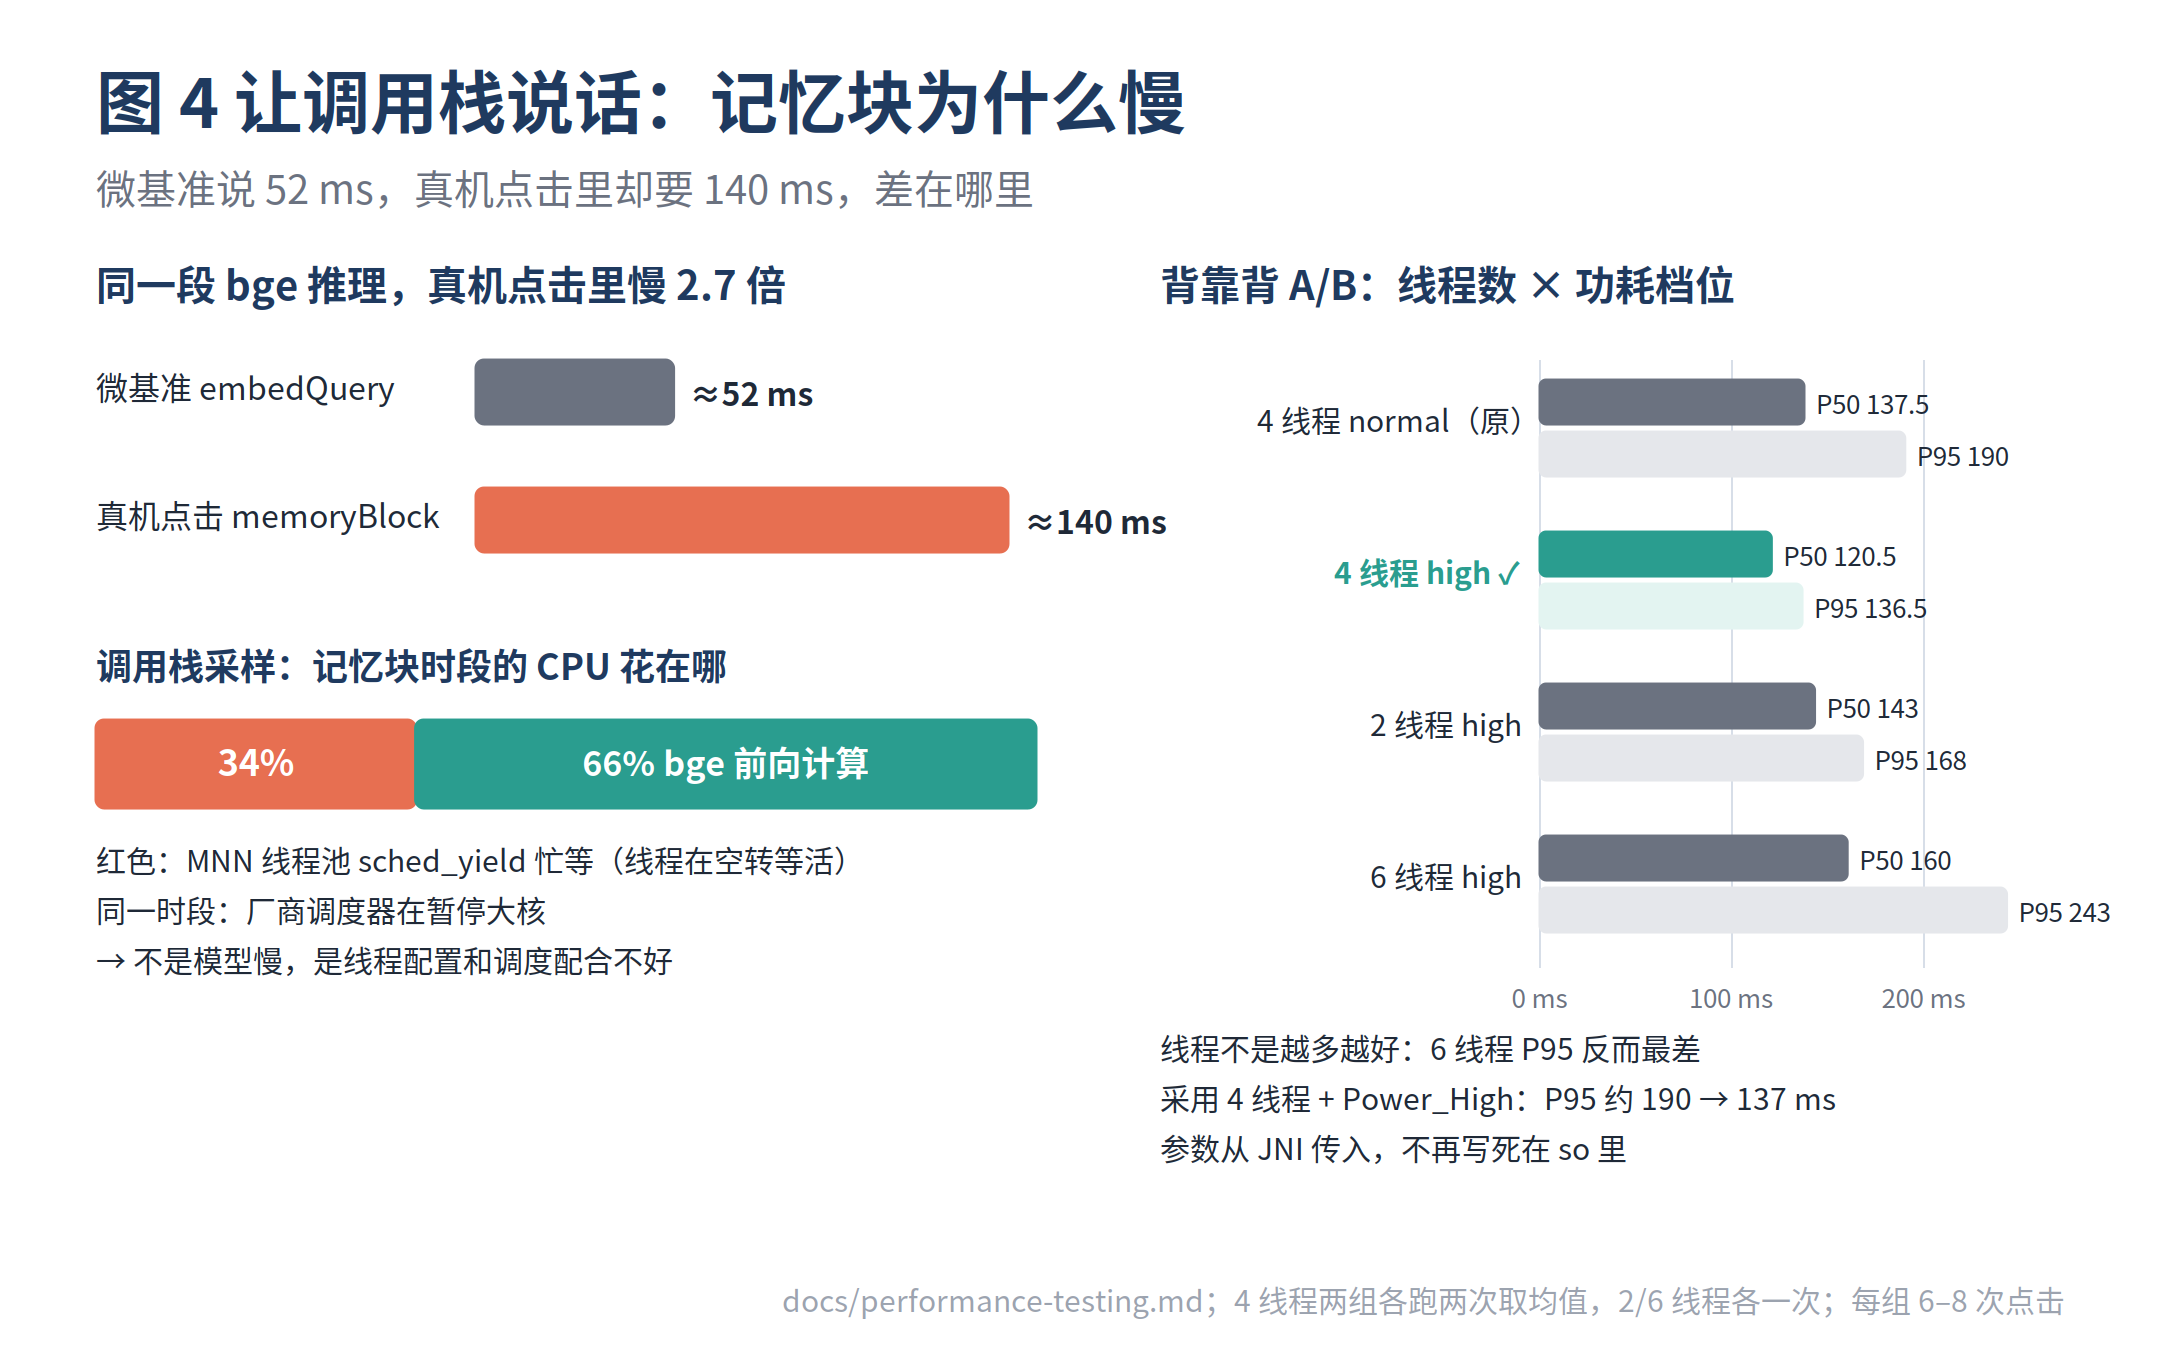 图 4 让调用栈说话：记忆块为什么慢
微基准说 52 ms，真机点击里却要 140 ms，差在哪里
同一段 bge 推理，真机点击里慢 2.7 倍
微基准 embedQuery
≈52 ms
真机点击 memoryBlock
≈140 ms
调用栈采样：记忆块时段的 CPU 花在哪
34%
66% bge 前向计算
红色：MNN 线程池 sched_yield 忙等（线程在空转等活）
同一时段：厂商调度器在暂停大核
→ 不是模型慢，是线程配置和调度配合不好
背靠背 A/B：线程数 × 功耗档位
4 线程 normal（原）
P50 137.5
P95 190
4 线程 high ✓
P50 120.5
P95 136.5
2 线程 high
P50 143
P95 168
6 线程 high
P50 160
P95 243
0 ms
100 ms
200 ms
线程不是越多越好：6 线程 P95 反而最差
采用 4 线程 + Power_High：P95 约 190 → 137 ms
参数从 JNI 传入，不再写死在 so 里
docs/performance-testing.md；4 线程两组各跑两次取均值，2/6 线程各一次；每组 6–8 次点击